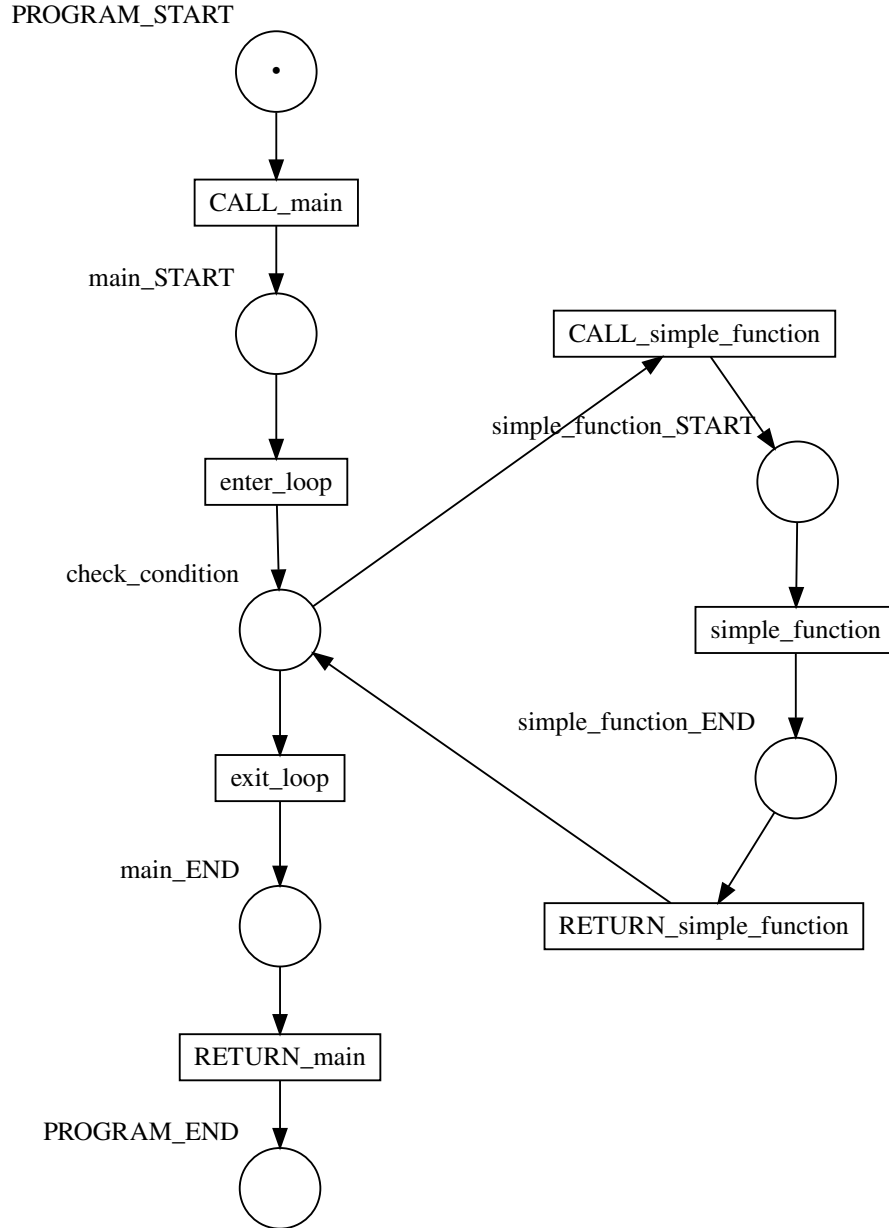 PROGRAM_START
CALL_main
main_START
CALL_simple_function
simple_function_START
enter_loop
check_condition
simple_function
simple_function_END
exit_loop
main_END
RETURN_simple_function
RETURN_main
PROGRAM_END